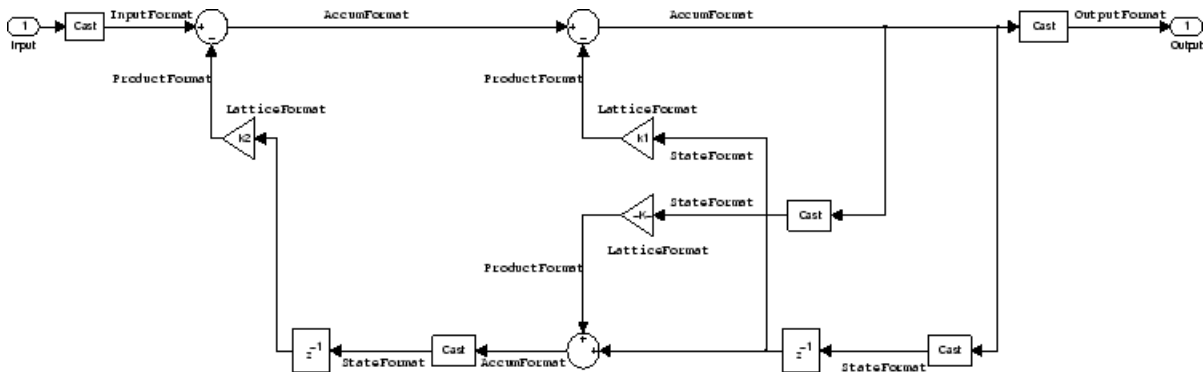 InputFormat
AccumFormat
AccumFormat
OutputFormat
1
Cast
+
−
+
−
Cast
1
Input
Output
ProductFormat
ProductFormat
LatticeFormat
LatticeFormat
k2
k1
StateFormat
StateFormat
-K-
Cast
LatticeFormat
ProductFormat
+
z⁻¹
Cast
+
z⁻¹
Cast
StateFormat
AccumFormat
StateFormat